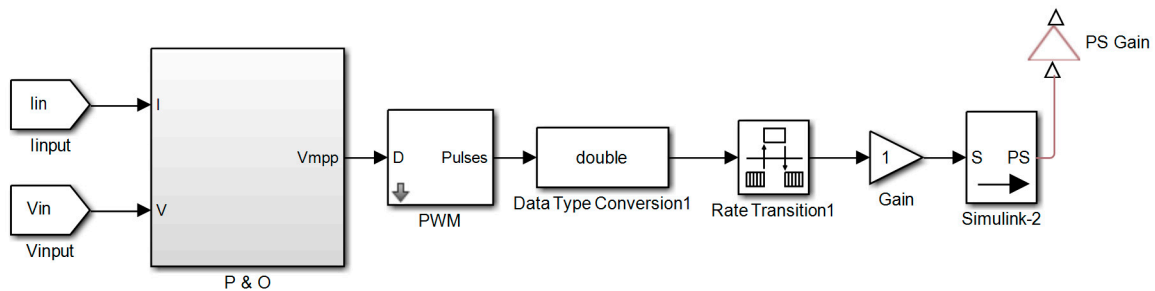 PS Gain
Iin
Iinput
Vin
Vinput
I
V
Vmpp
P & O
D
Pulses
PWM
double
Data Type Conversion1
Rate Transition1
1
Gain
S
PS
Simulink-2